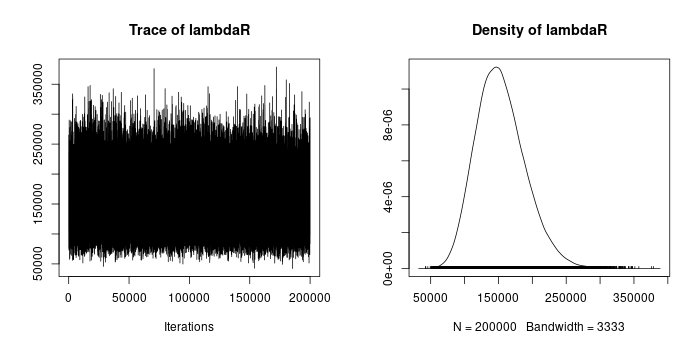 Trace of lambdaR
350000
250000
150000
50000
0
50000
100000
150000
200000
Iterations
Density of lambdaR
8e-06
4e-06
0e+00
50000
150000
250000
350000
N = 200000 Bandwidth = 3333